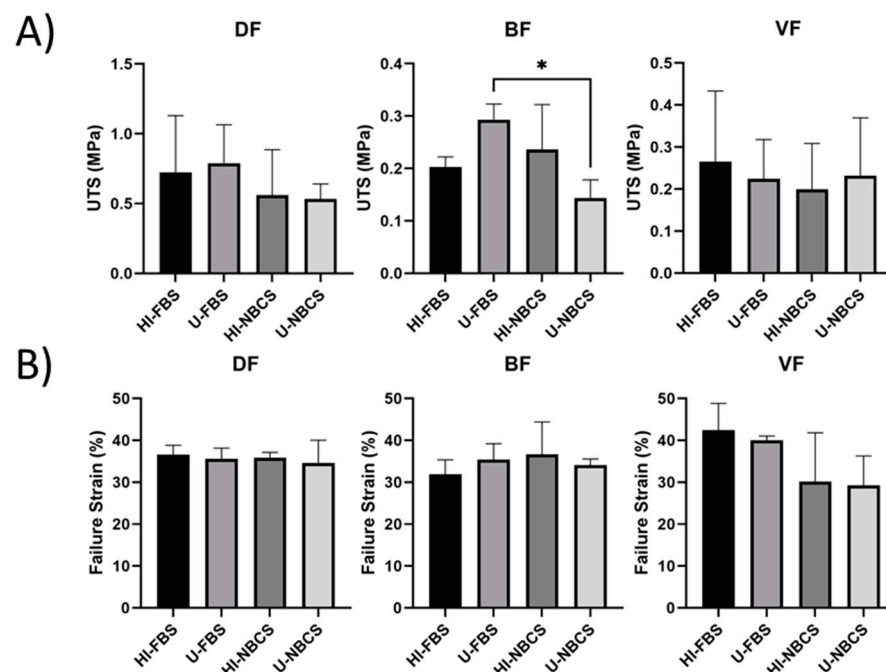 A)
DF
UTS (MPa)
1.5
1.0
0.5
0.0
HI-FBS
U-FBS
HI-NBCS
U-NBCS
BF
UTS (MPa)
0.4
0.3
0.2
0.1
0.0
*
HI-FBS
U-FBS
HI-NBCS
U-NBCS
VF
UTS (MPa)
0.5
0.4
0.3
0.2
0.1
0.0
HI-FBS
U-FBS
HI-NBCS
U-NBCS
B)
DF
Failure Strain (%)
50
40
30
20
10
0
HI-FBS
U-FBS
HI-NBCS
U-NBCS
BF
Failure Strain (%)
50
40
30
20
10
0
HI-FBS
U-FBS
HI-NBCS
U-NBCS
VF
Failure Strain (%)
50
40
30
20
10
0
HI-FBS
U-FBS
HI-NBCS
U-NBCS